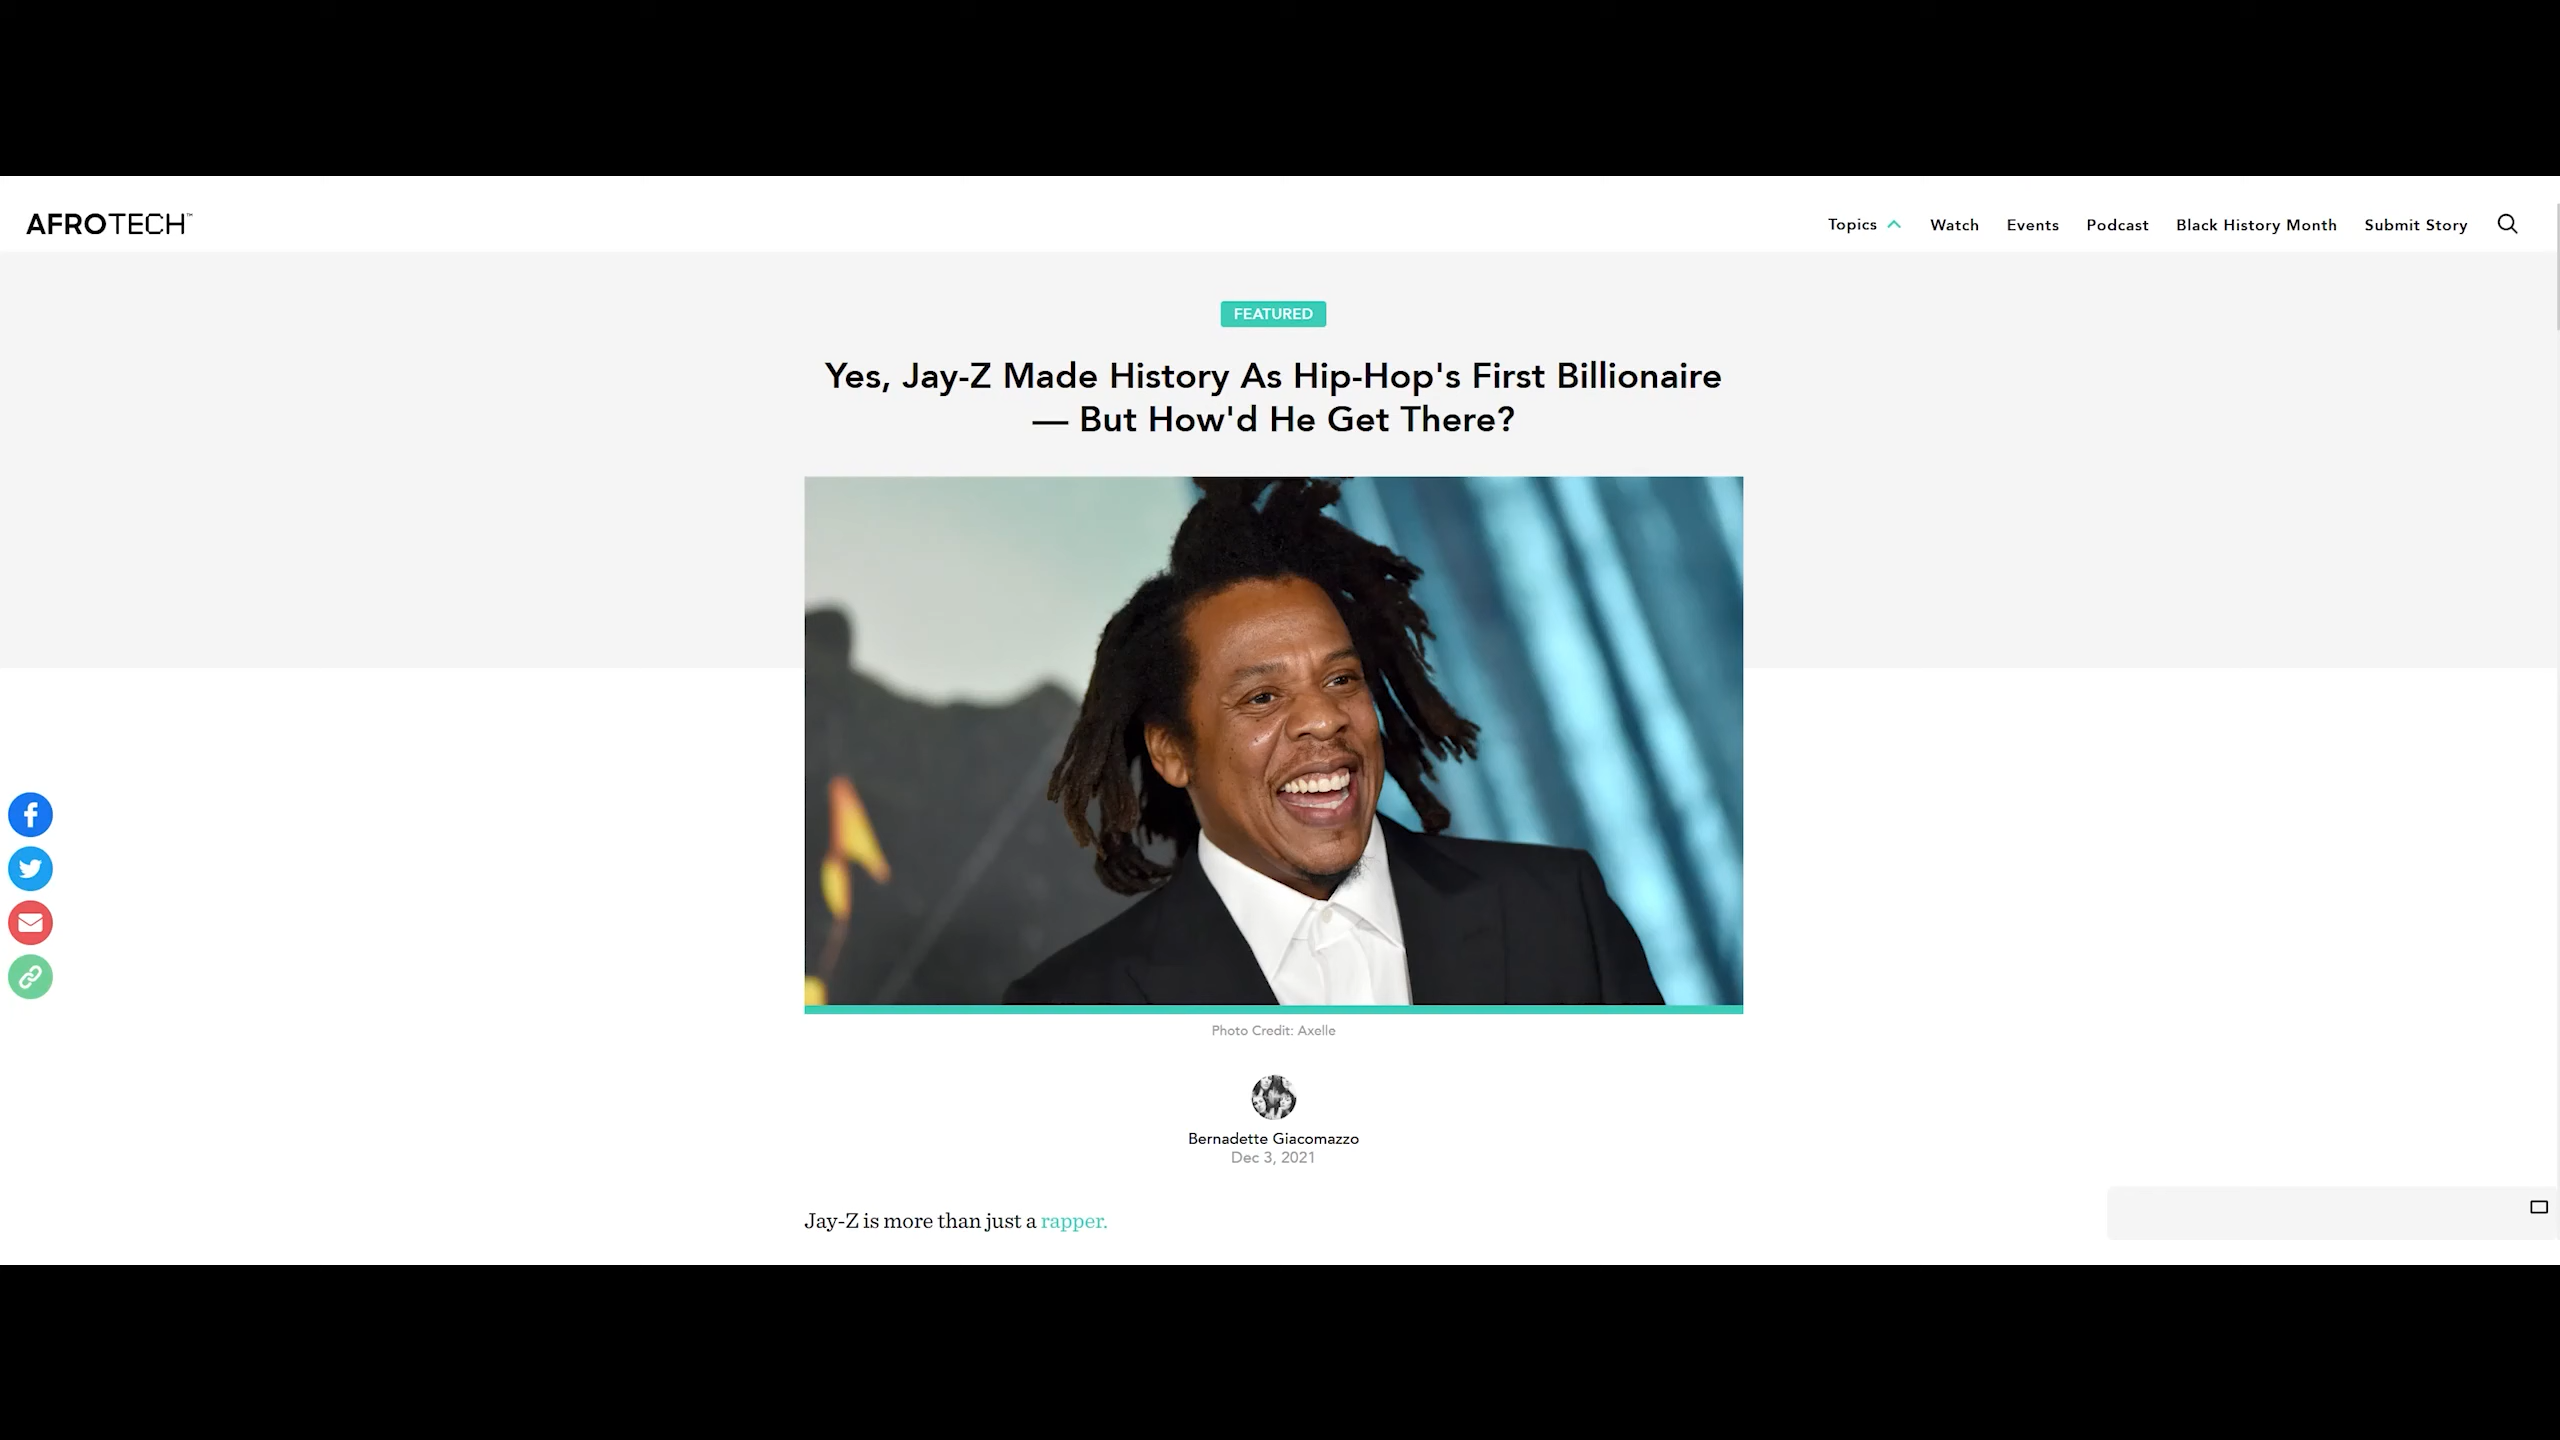 AFROTECH™
Topics Watch Events Podcast Black History Month Submit Story
FEATURED
Yes, Jay-Z Made History As Hip-Hop's First Billionaire
— But How'd He Get There?
Photo Credit: Axelle
Bernadette Giacomazzo
Dec 3, 2021
Jay-Z is more than just a rapper.